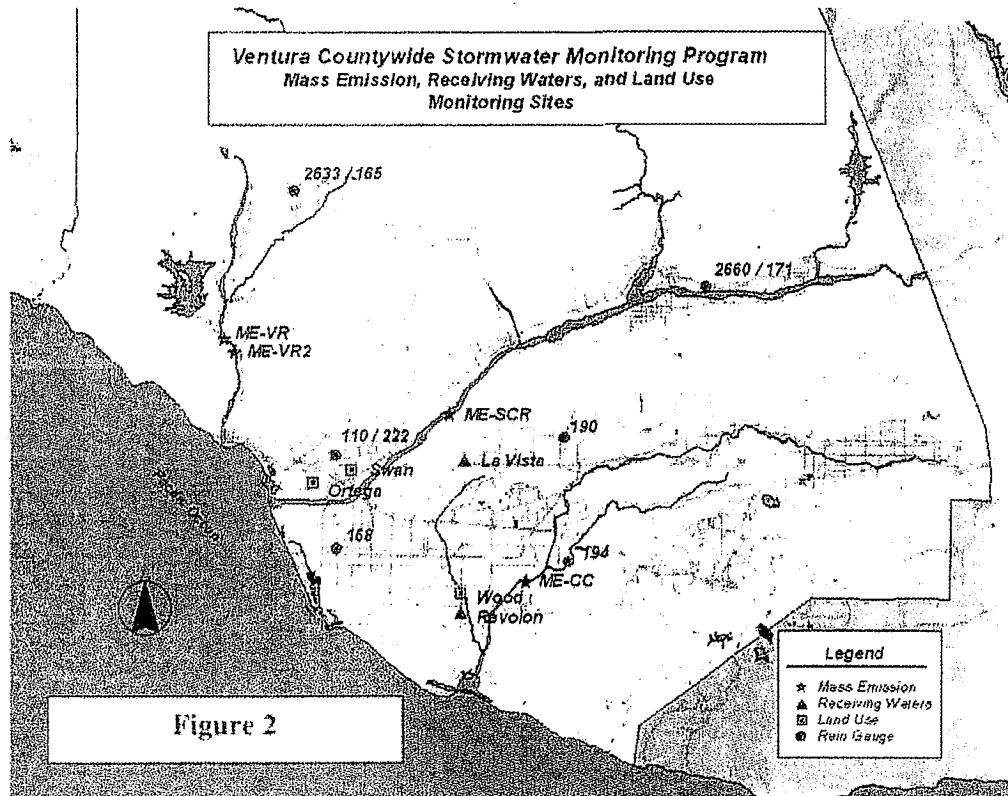 Ventura Countywide Stormwater Monitoring Program
Mass Emission, Receiving Waters, and Land Use
Monitoring Sites
2633 / 165
2660 / 171
ME-VR
ME-VR2
ME-SCR
190
110 / 222
La Vista
Swan
Ortega
168
194
ME-CC
Wood
Revolon
Legend
Mass Emission
Receiving Waters
Land Use
Rain Gauge
Figure 2